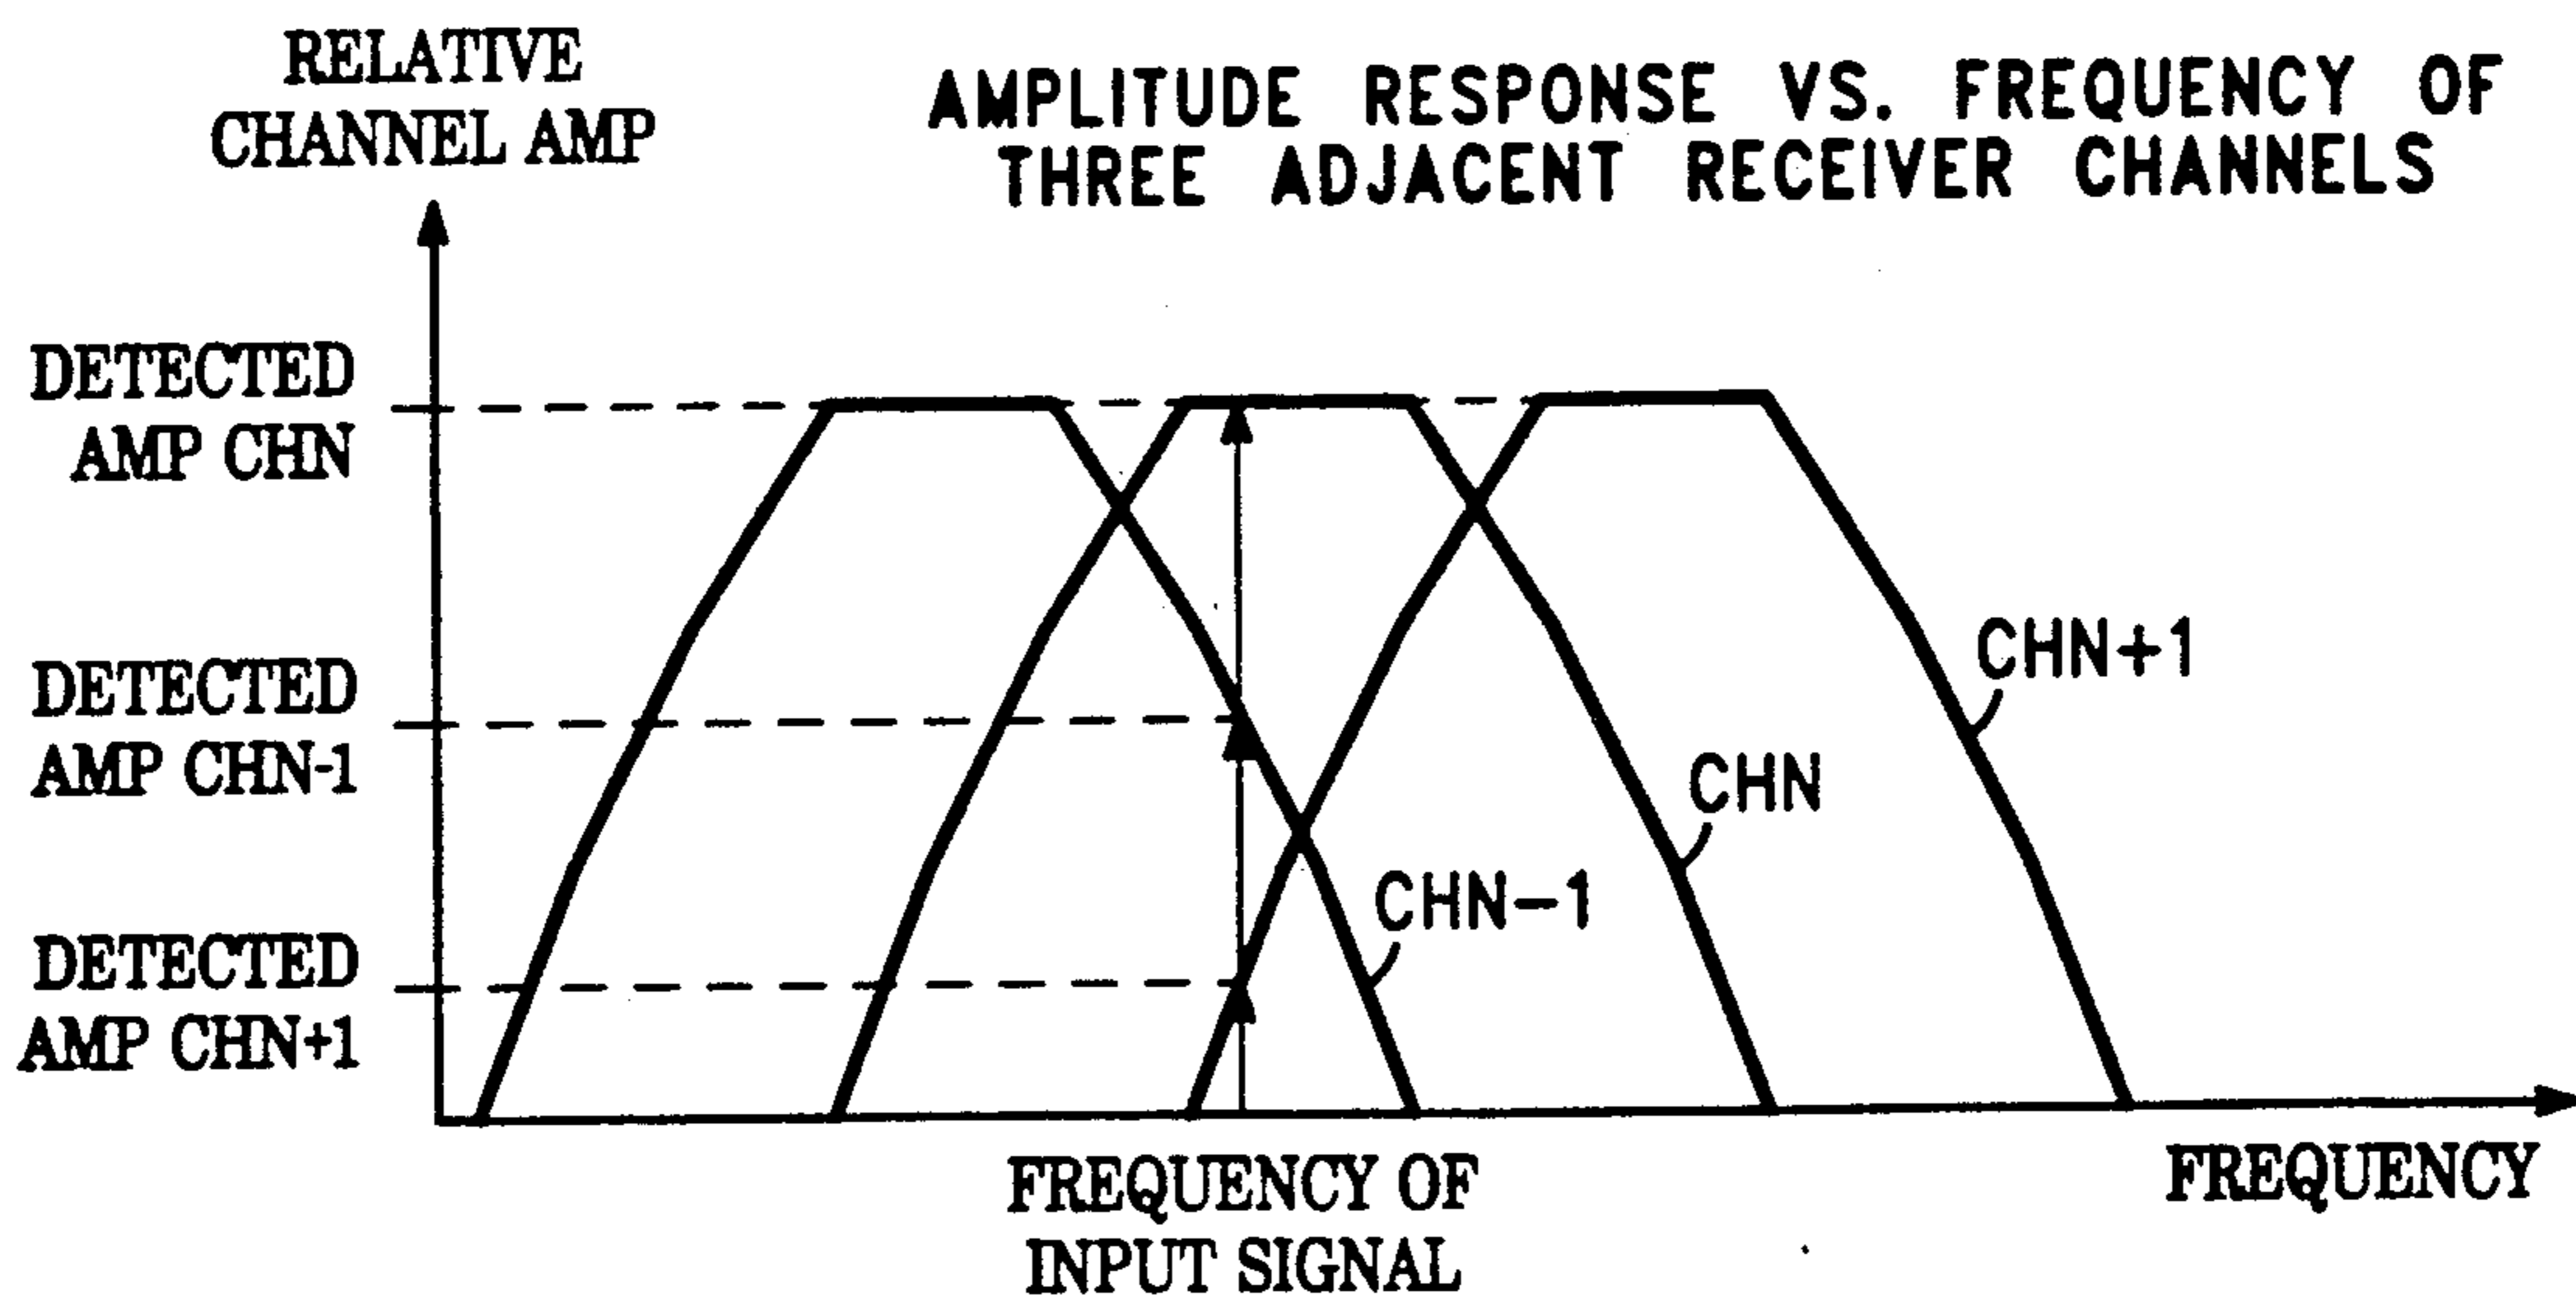 RELATIVE
CHANNEL AMP
AMPLITUDE RESPONSE VS. FREQUENCY OF
THREE ADJACENT RECEIVER CHANNELS
DETECTED
AMP CHN
DETECTED
AMP CHN-1
DETECTED
AMP CHN+1
CHN+1
CHN
CHN-1
FREQUENCY OF
INPUT SIGNAL
FREQUENCY